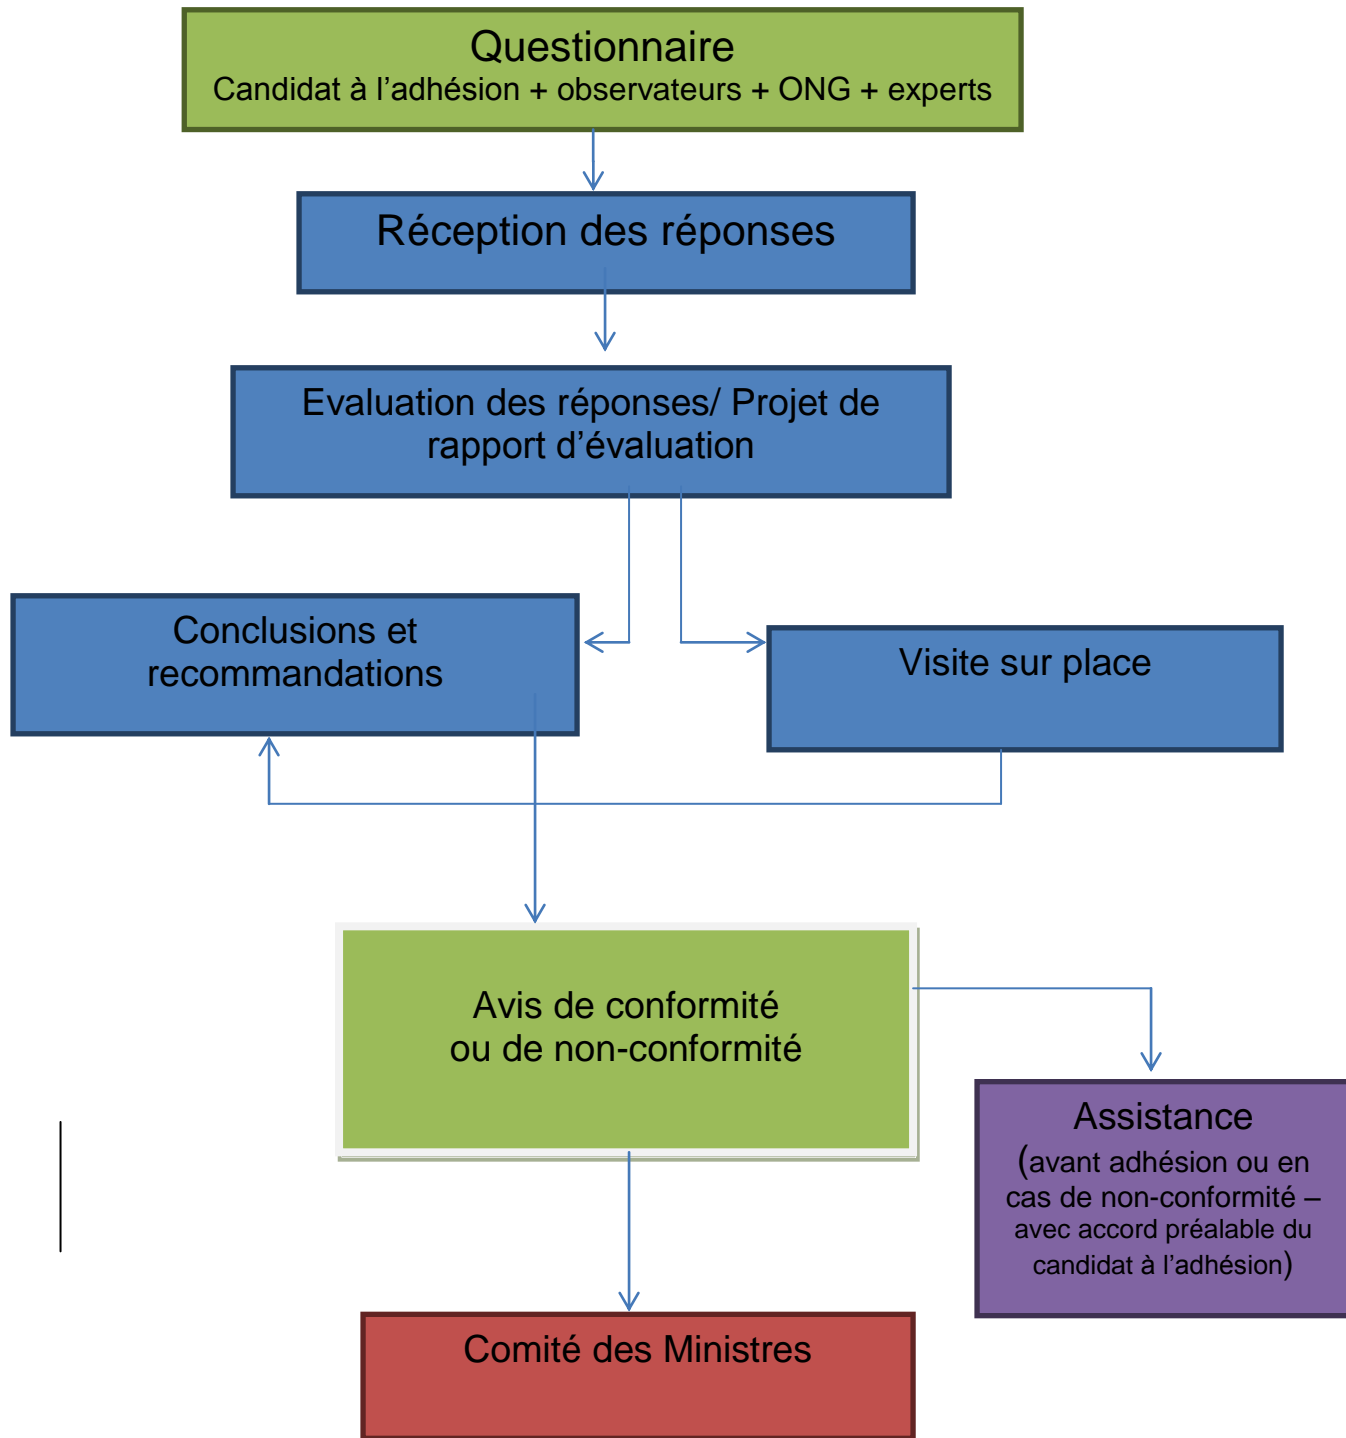 Questionnaire
Candidat à l’adhésion + observateurs + ONG + experts
Réception des réponses
Evaluation des réponses/ Projet de
rapport d’évaluation
Conclusions et
recommandations
Visite sur place
Avis de conformité
ou de non-conformité
Assistance
(avant adhésion ou en
cas de non-conformité –
avec accord préalable du
candidat à l’adhésion)
Comité des Ministres